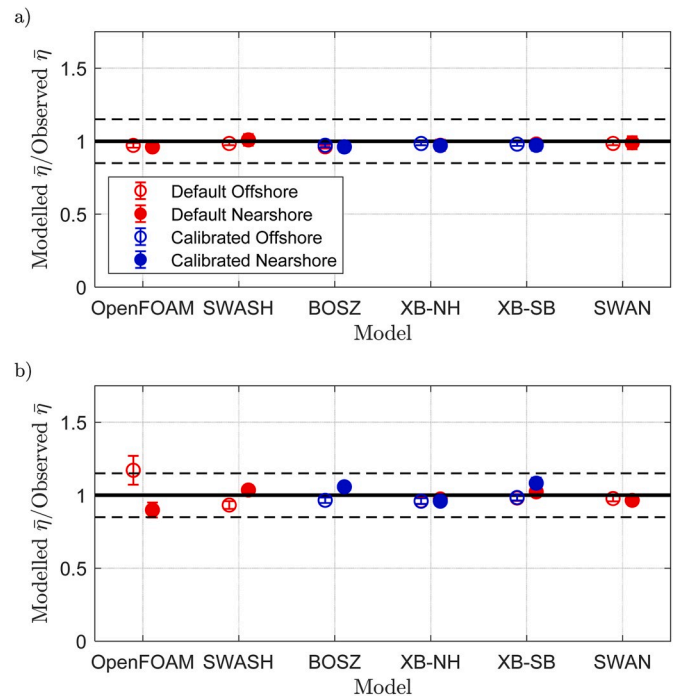 a)
Modelled η̄/Observed η̄
1.5
1
0.5
0
Default Offshore
Default Nearshore
Calibrated Offshore
Calibrated Nearshore
OpenFOAM SWASH BOSZ XB-NH XB-SB SWAN
Model
b)
Modelled η̄/Observed η̄
1.5
1
0.5
0
OpenFOAM SWASH BOSZ XB-NH XB-SB SWAN
Model